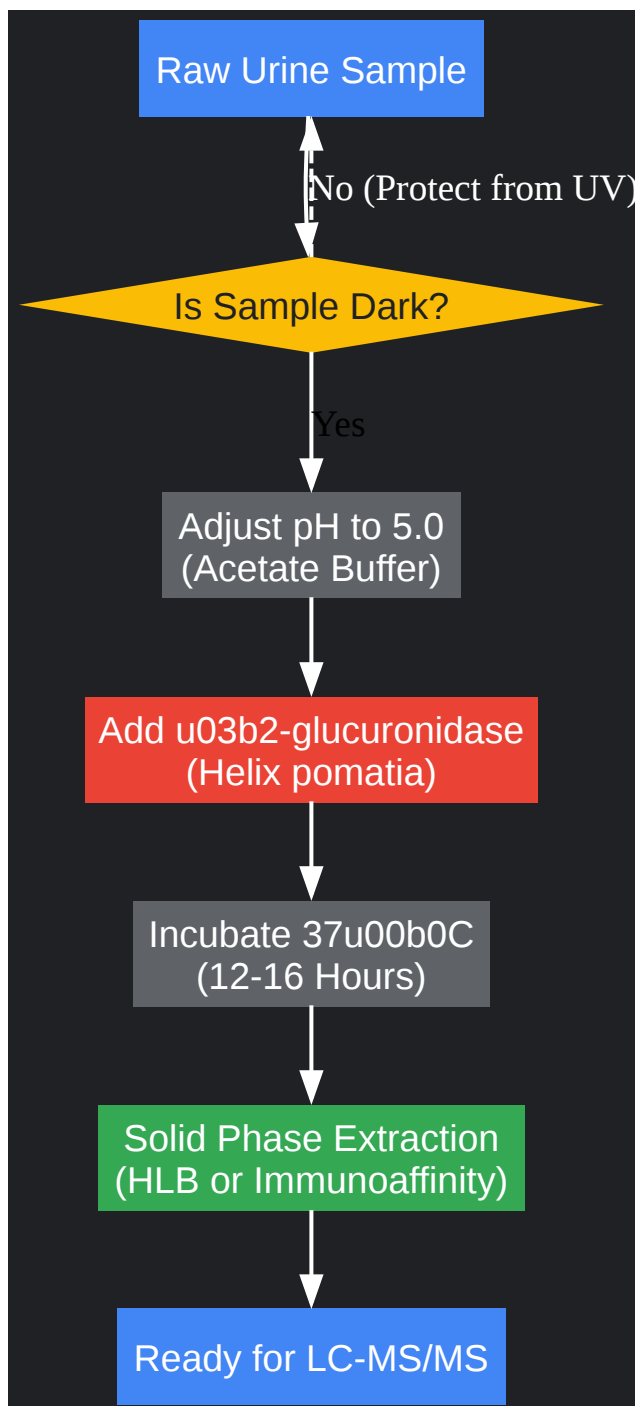 Raw Urine Sample
No (Protect from UV)
Is Sample Dark?
Yes
Adjust pH to 5.0
(Acetate Buffer)
Add u03b2-glucuronidase
(Helix pomatia)
Incubate 37u00b0C
(12-16 Hours)
Solid Phase Extraction
(HLB or Immunoaffinity)
Ready for LC-MS/MS